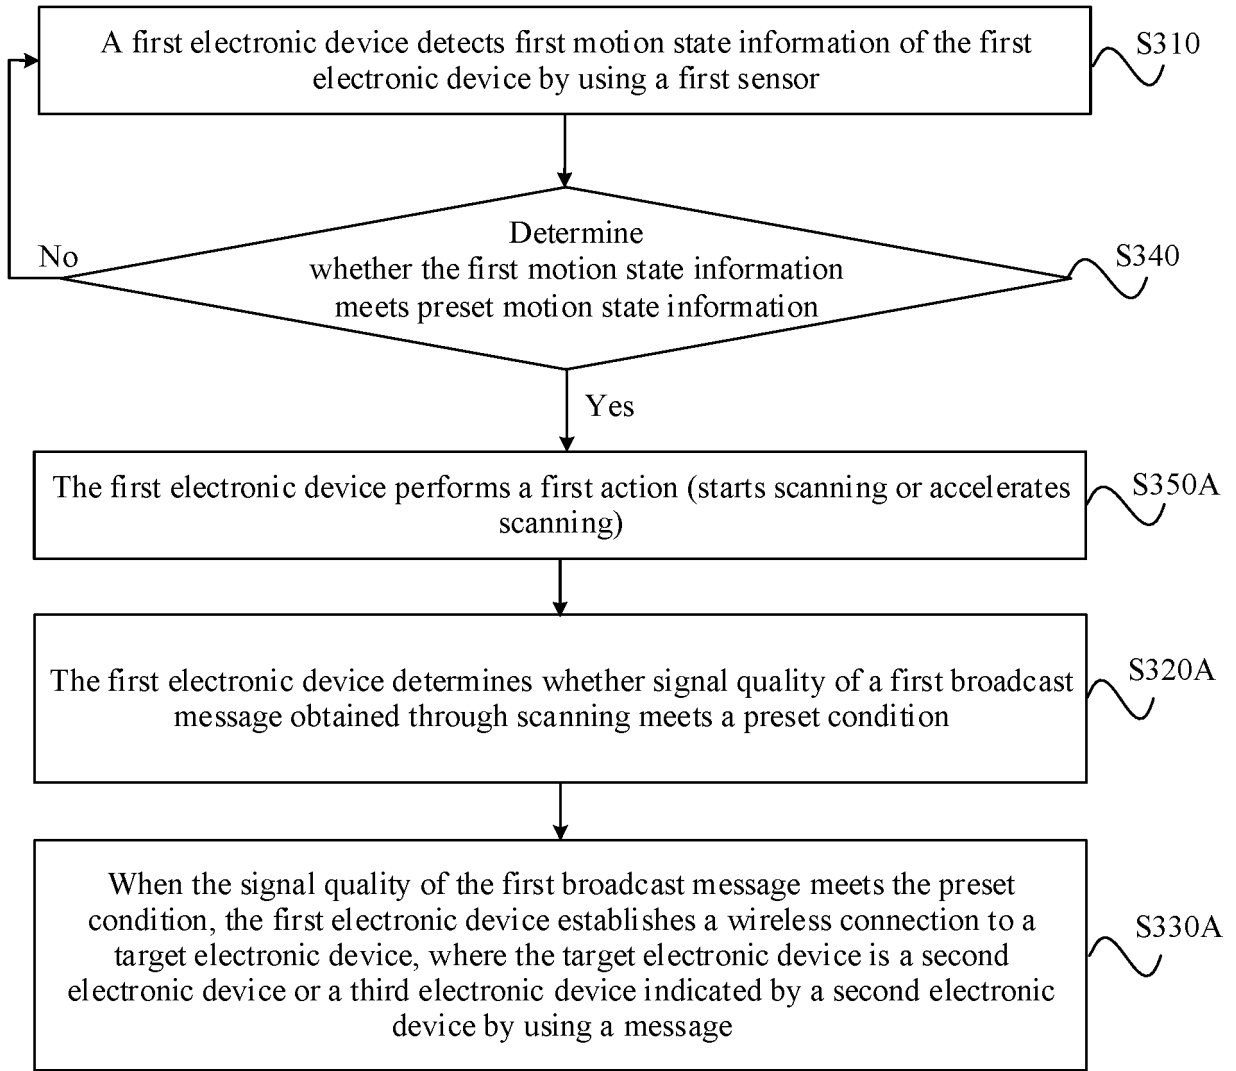 A first electronic device detects first motion state information of the first
electronic device by using a first sensor
S310
Determine
whether the first motion state information
meets preset motion state information
No
S340
Yes
The first electronic device performs a first action (starts scanning or accelerates
scanning)
S350A
The first electronic device determines whether signal quality of a first broadcast
message obtained through scanning meets a preset condition
S320A
When the signal quality of the first broadcast message meets the preset
condition, the first electronic device establishes a wireless connection to a
target electronic device, where the target electronic device is a second
electronic device or a third electronic device indicated by a second electronic
device by using a message
S330A